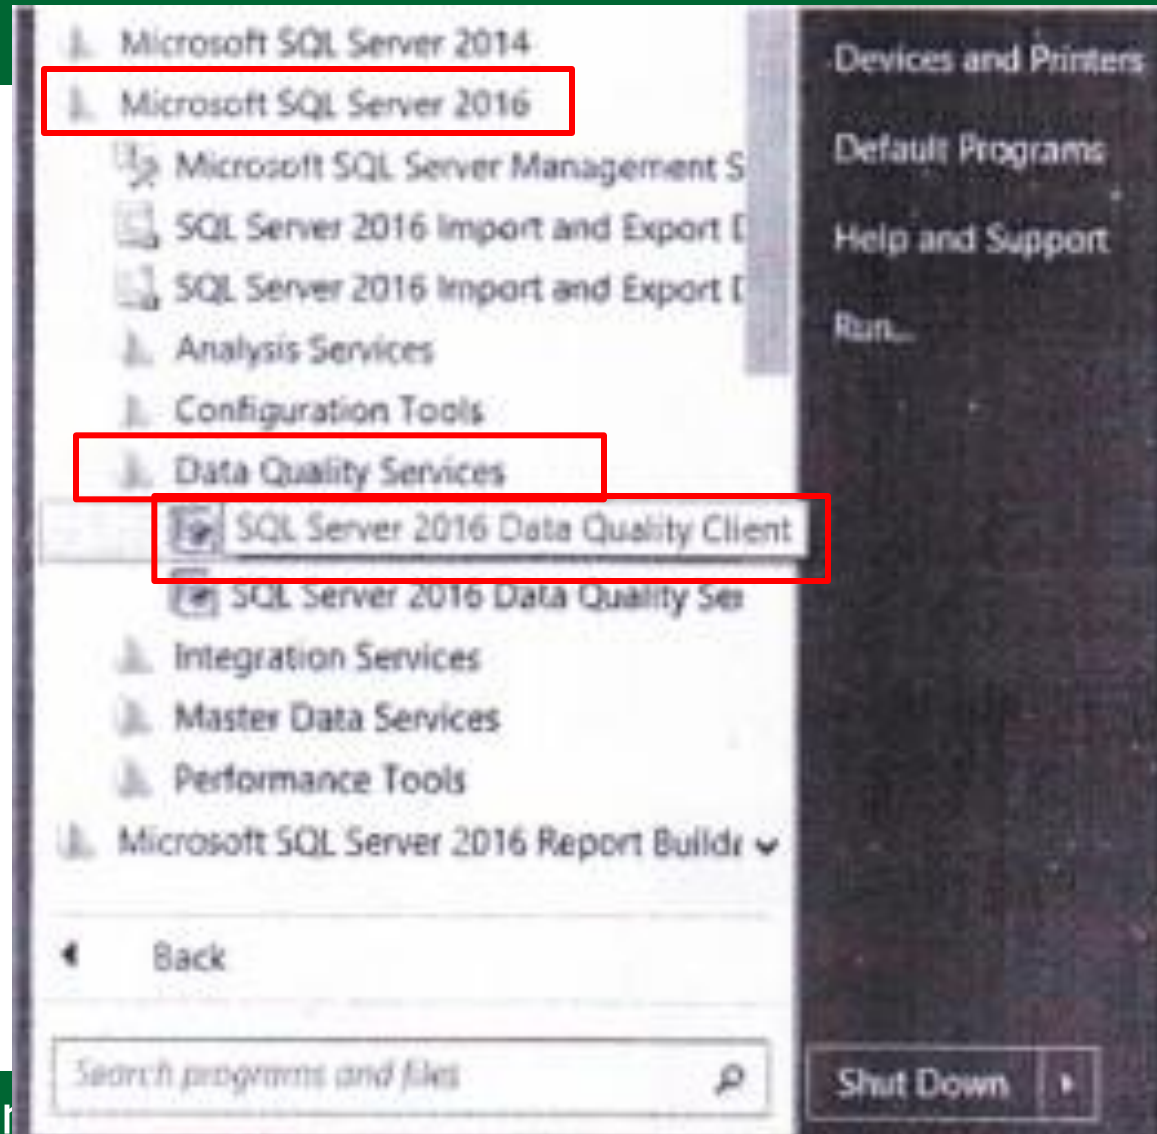 Microsoft SQL Server 2014
Microsoft SQL Server 2016
Microsoft SQL Server Management S
SQL Server 2016 Import and Export D
SQL Server 2016 Import and Export D
Analysis Services
Configuration Tools
Data Quality Services
SQL Server 2016 Data Quality Client
SQL Server 2016 Data Quality Ser
Integration Services
Master Data Services
Performance Tools
Microsoft SQL Server 2016 Report Builde
Back
Search programs and files
Devices and Printers
Default Programs
Help and Support
Run...
Shut Down